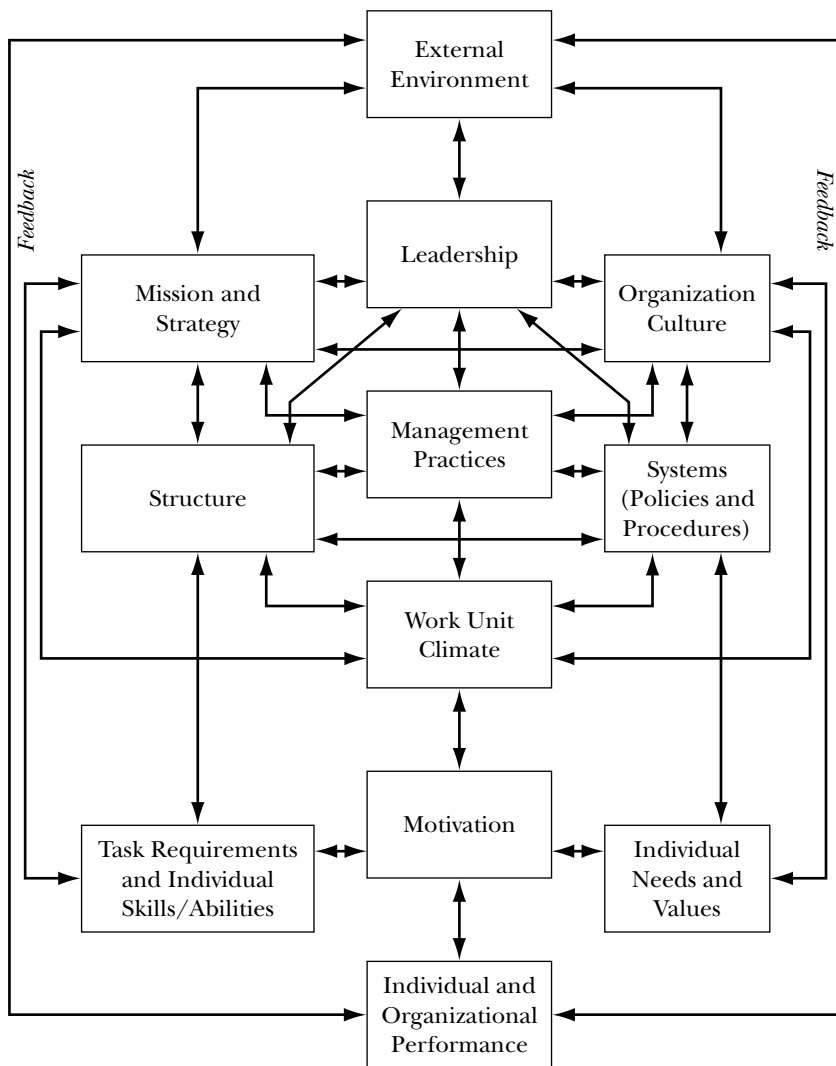 External
Environment
Feedback
Feedback
Leadership
Mission and
Strategy
Organization
Culture
Management
Practices
Structure
Systems
(Policies and
Procedures)
Work Unit
Climate
Motivation
Task Requirements
and Individual
Skills/Abilities
Individual
Needs and
Values
Individual and
Organizational
Performance